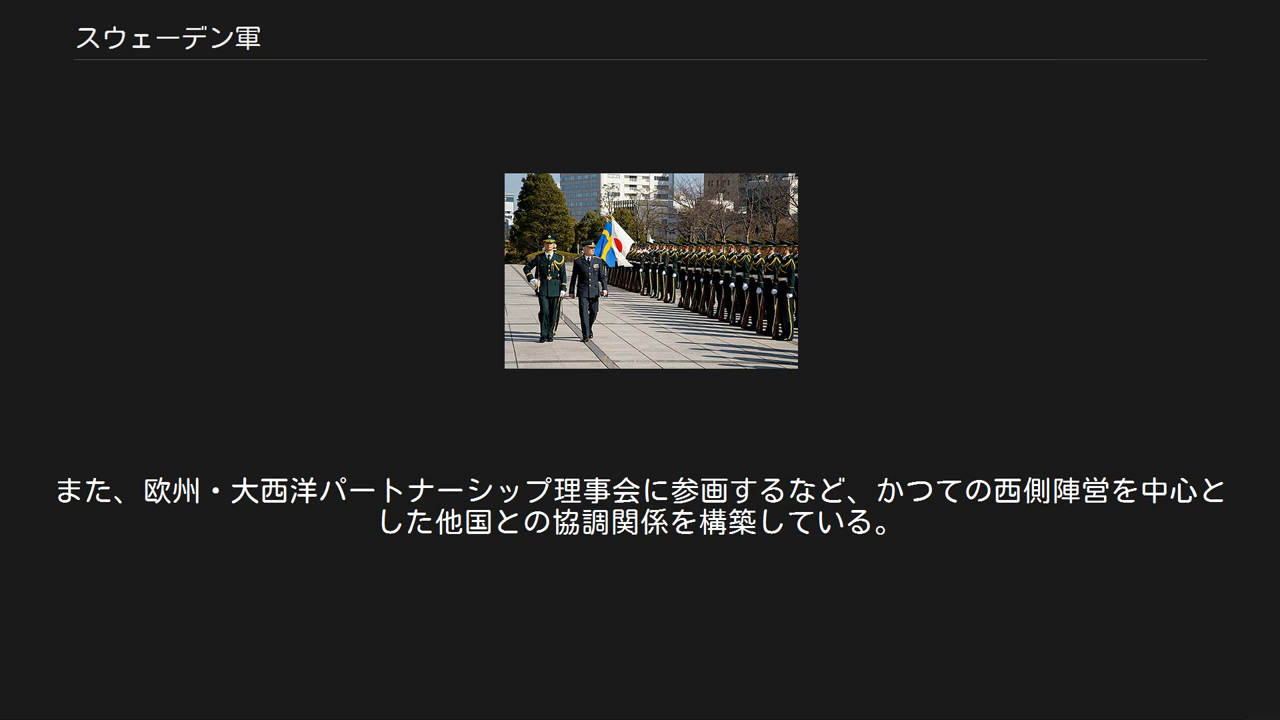 スウェーデン軍
また、欧州・大西洋パートナーシップ理事会に参画するなど、かつての西側陣営を中心と
した他国との協調関係を構築している。